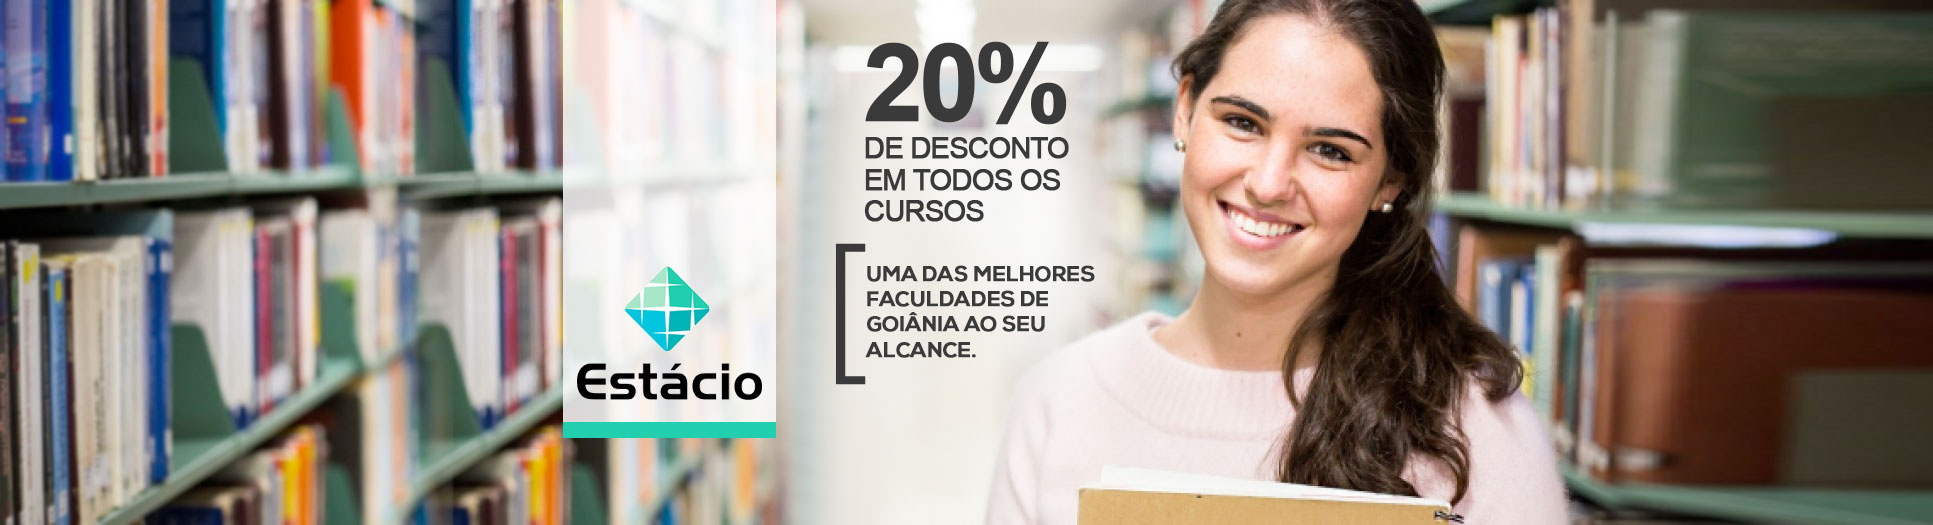 Estácio
20%
DE DESCONTO
EM TODOS OS
CURSOS
UMA DAS MELHORES
FACULDADES DE
GOIÂNIA AO SEU
ALCANCE.